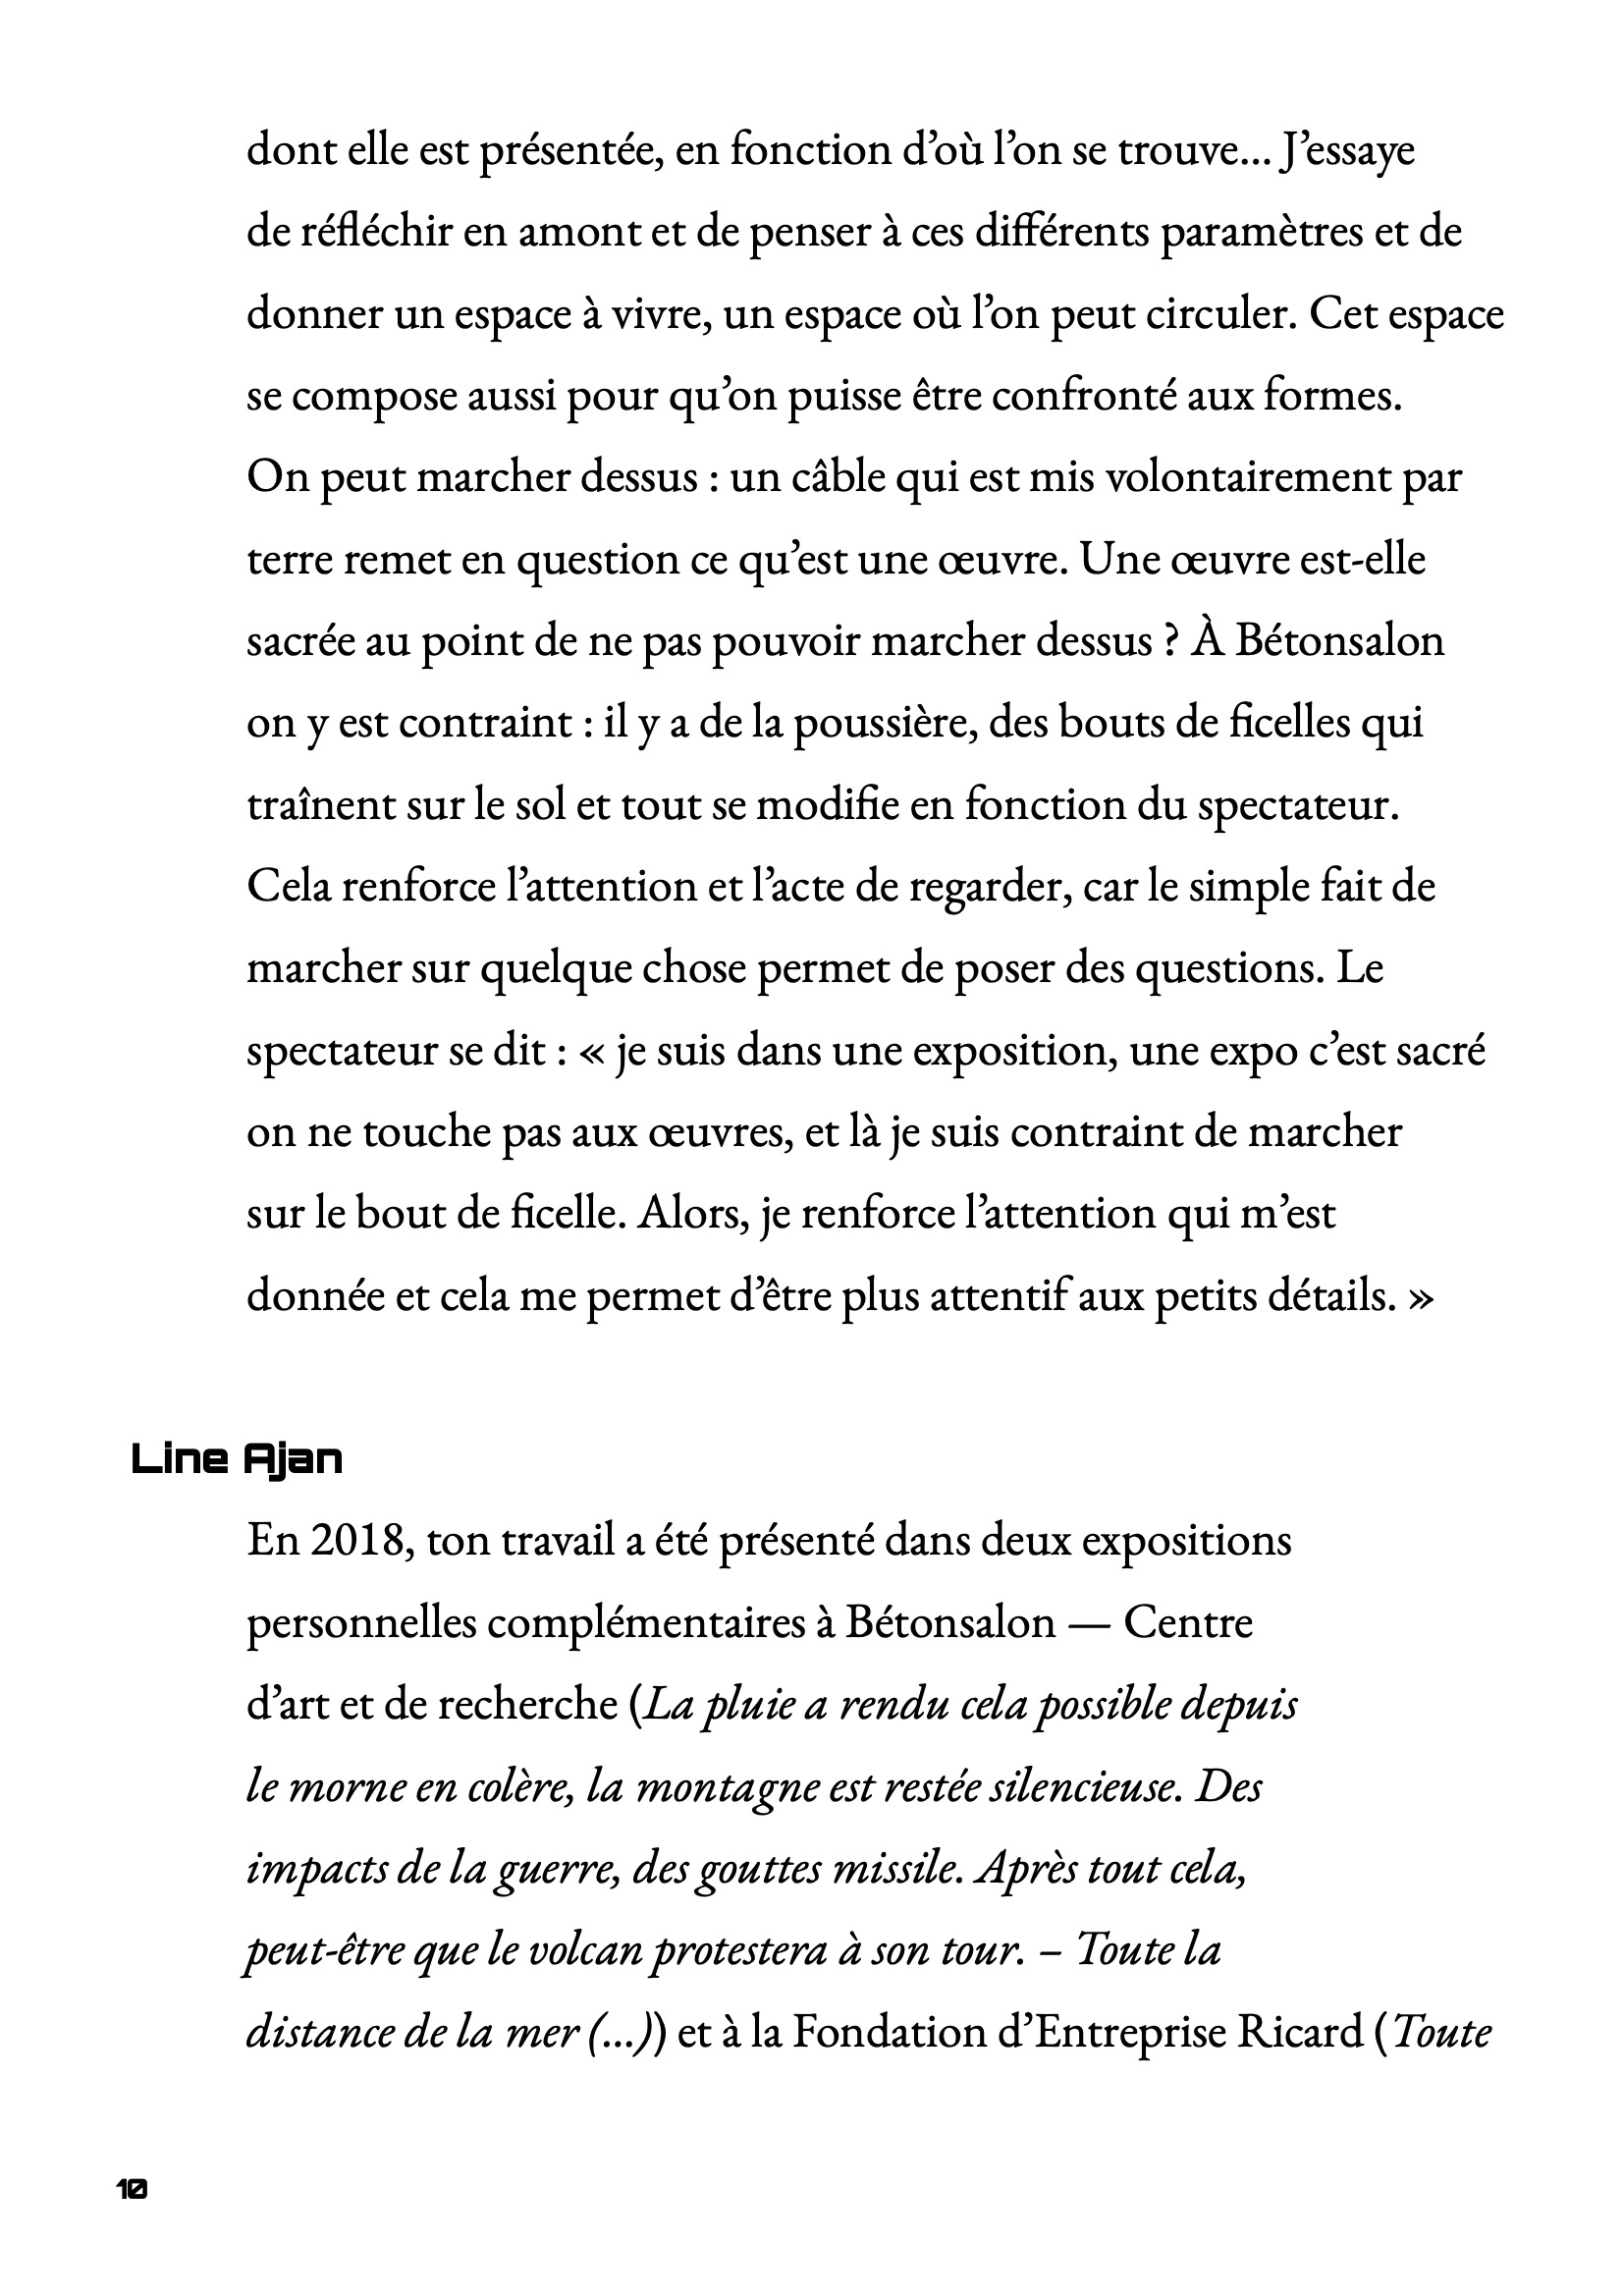 dont elle est présentée, en fonction d’où l’on se trouve… J’essaye
de réfléchir en amont et de penser à ces différents paramètres et de
donner un espace à vivre, un espace où l’on peut circuler. Cet espace
se compose aussi pour qu’on puisse être confronté aux formes.
On peut marcher dessus : un câble qui est mis volontairement par
terre remet en question ce qu’est une œuvre. Une œuvre est-elle
sacrée au point de ne pas pouvoir marcher dessus ? À Bétonsalon
on y est contraint : il y a de la poussière, des bouts de ficelles qui
traînent sur le sol et tout se modifie en fonction du spectateur.
Cela renforce l’attention et l’acte de regarder, car le simple fait de
marcher sur quelque chose permet de poser des questions. Le
spectateur se dit : « je suis dans une exposition, une expo c’est sacré
on ne touche pas aux œuvres, et là je suis contraint de marcher
sur le bout de ficelle. Alors, je renforce l’attention qui m’est
donnée et cela me permet d’être plus attentif aux petits détails. »
Line Ajan
En 2018, ton travail a été présenté dans deux expositions
personnelles complémentaires à Bétonsalon — Centre
d’art et de recherche (La pluie a rendu cela possible depuis
le morne en colère, la montagne est restée silencieuse. Des
impacts de la guerre, des gouttes missile. Après tout cela,
peut-être que le volcan protestera à son tour. – Toute la
distance de la mer (…)) et à la Fondation d’Entreprise Ricard (Toute
10